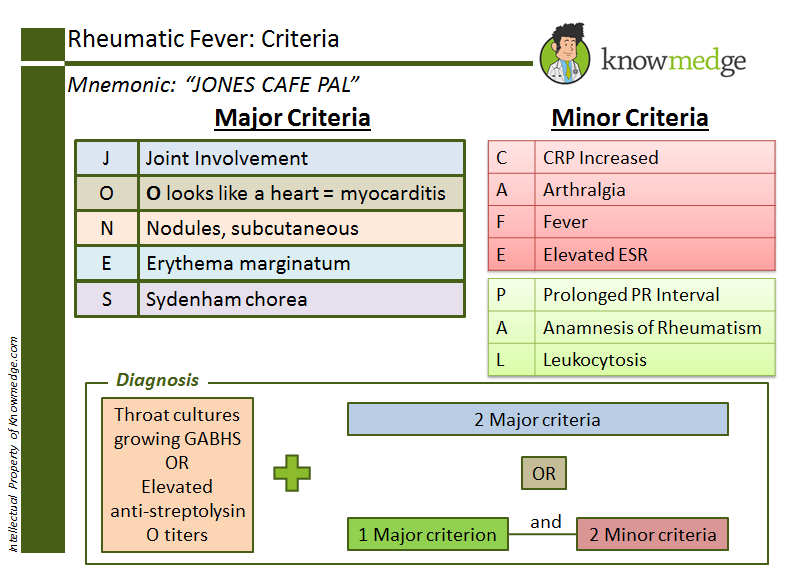 Rheumatic Fever: Criteria
knowmedge
Mnemonic: “JONES CAFE PAL”
Major Criteria
J Joint Involvement
O O looks like a heart = myocarditis
N Nodules, subcutaneous
E Erythema marginatum
S Sydenham chorea
Minor Criteria
C CRP Increased
A Arthralgia
F Fever
E Elevated ESR
P Prolonged PR Interval
A Anamnesis of Rheumatism
L Leukocytosis
Diagnosis
Throat cultures
growing GABHS
OR
Elevated
anti-streptolysin
O titers
2 Major criteria
OR
1 Major criterion and 2 Minor criteria
Intellectual Property of Knowmedge.com